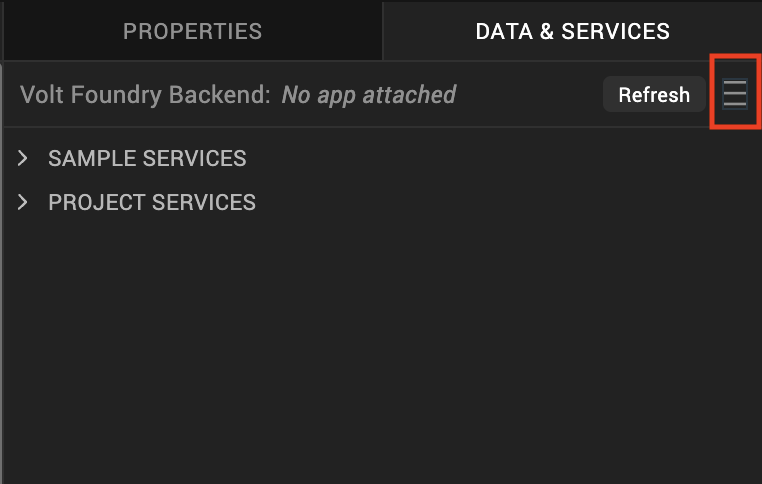 PROPERTIES
DATA & SERVICES
Volt Foundry Backend: No app attached
Refresh
SAMPLE SERVICES
PROJECT SERVICES